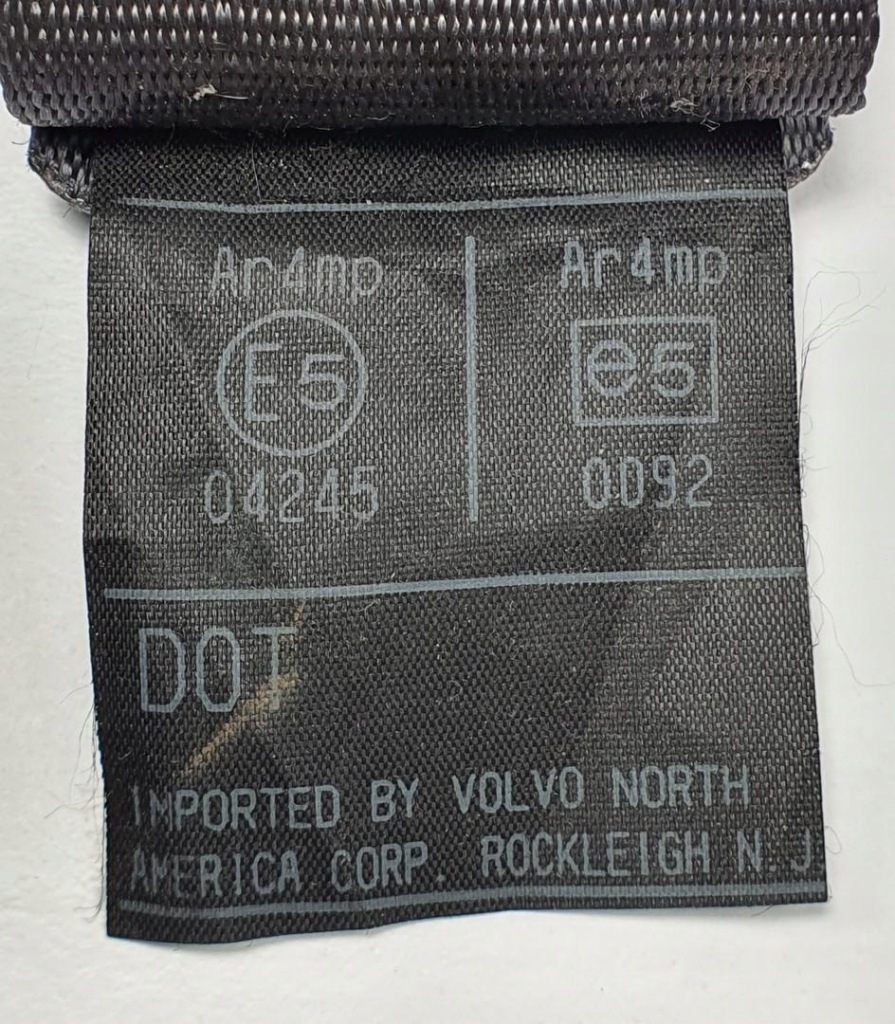 Ar4mp
E5
04245
Ar4mp
e5
0092
DOT
IMPORTED BY VOLVO NORTH
AMERICA CORP. ROCKLEIGH N.J